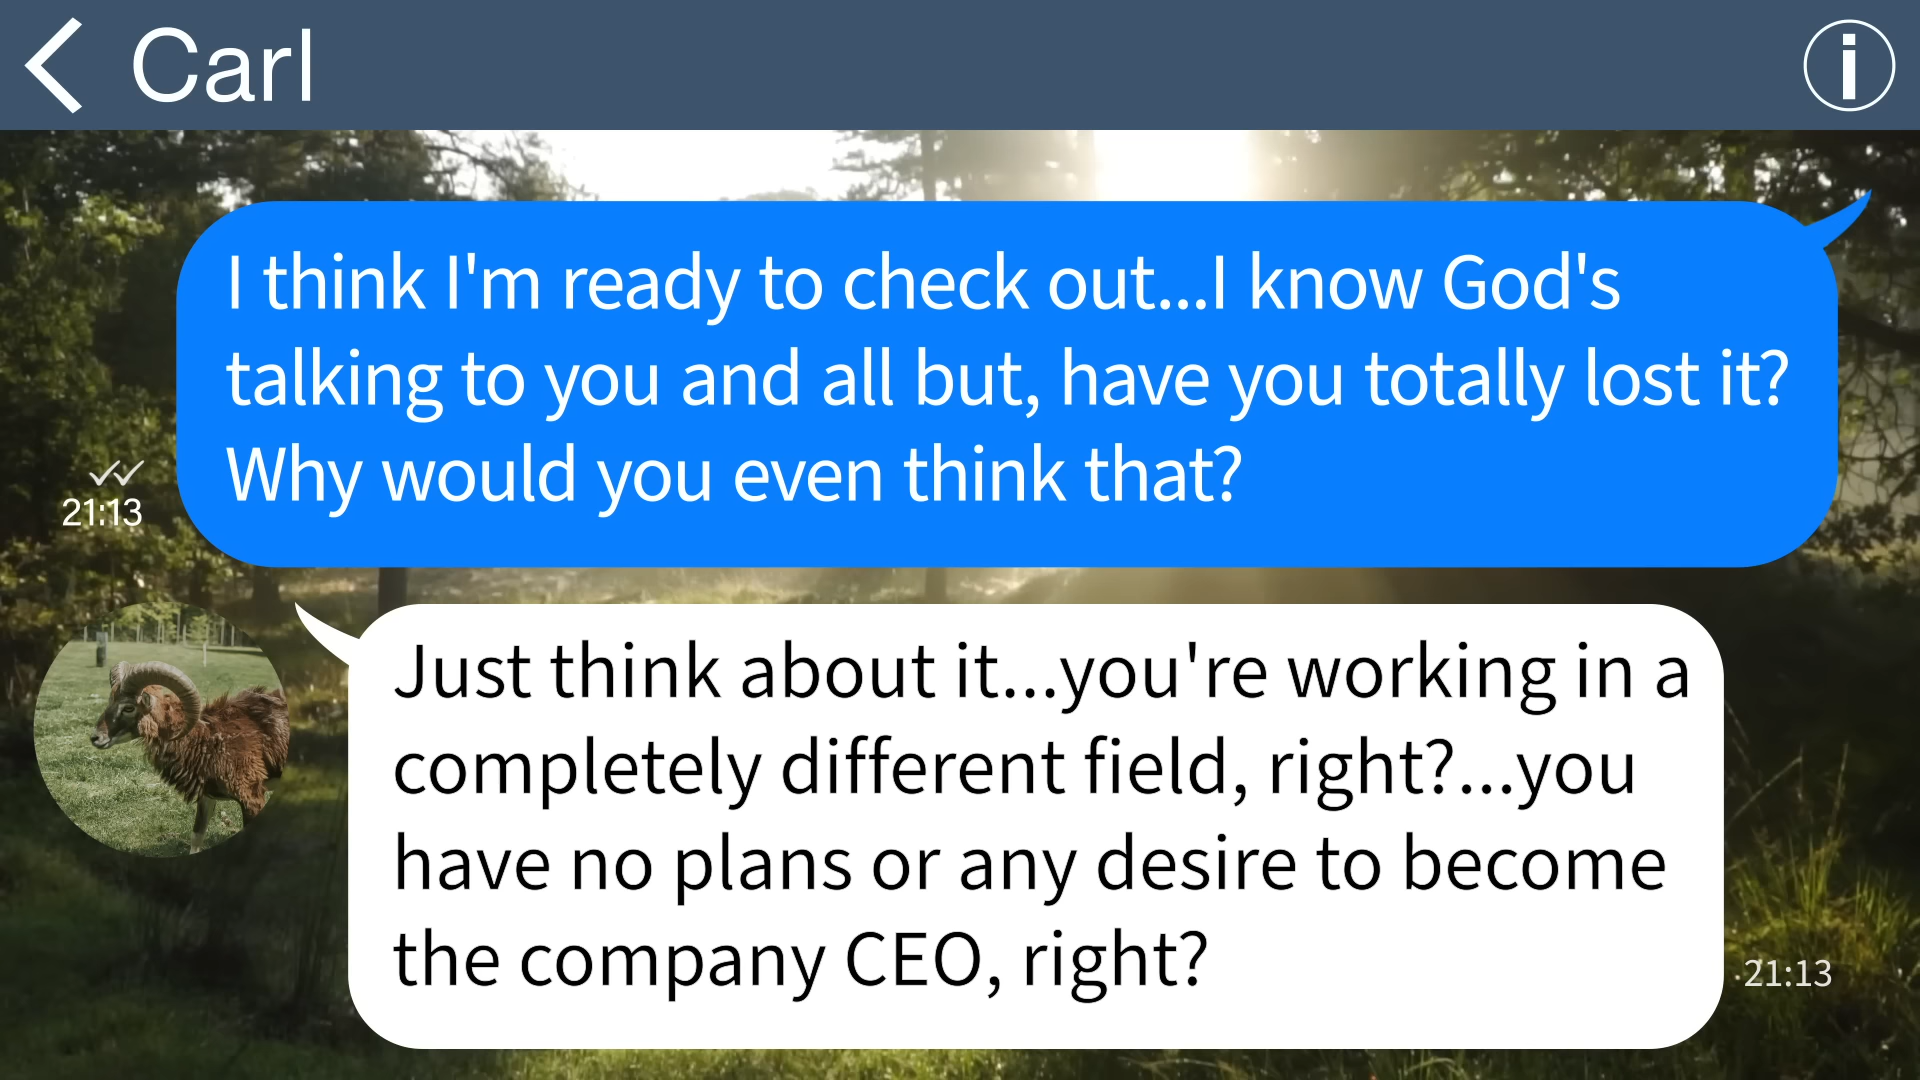 Carl
i
I think I'm ready to check out...I know God's
talking to you and all but, have you totally lost it?
Why would you even think that?
21:13
Just think about it...you're working in a
completely different field, right?...you
have no plans or any desire to become
the company CEO, right?
21:13